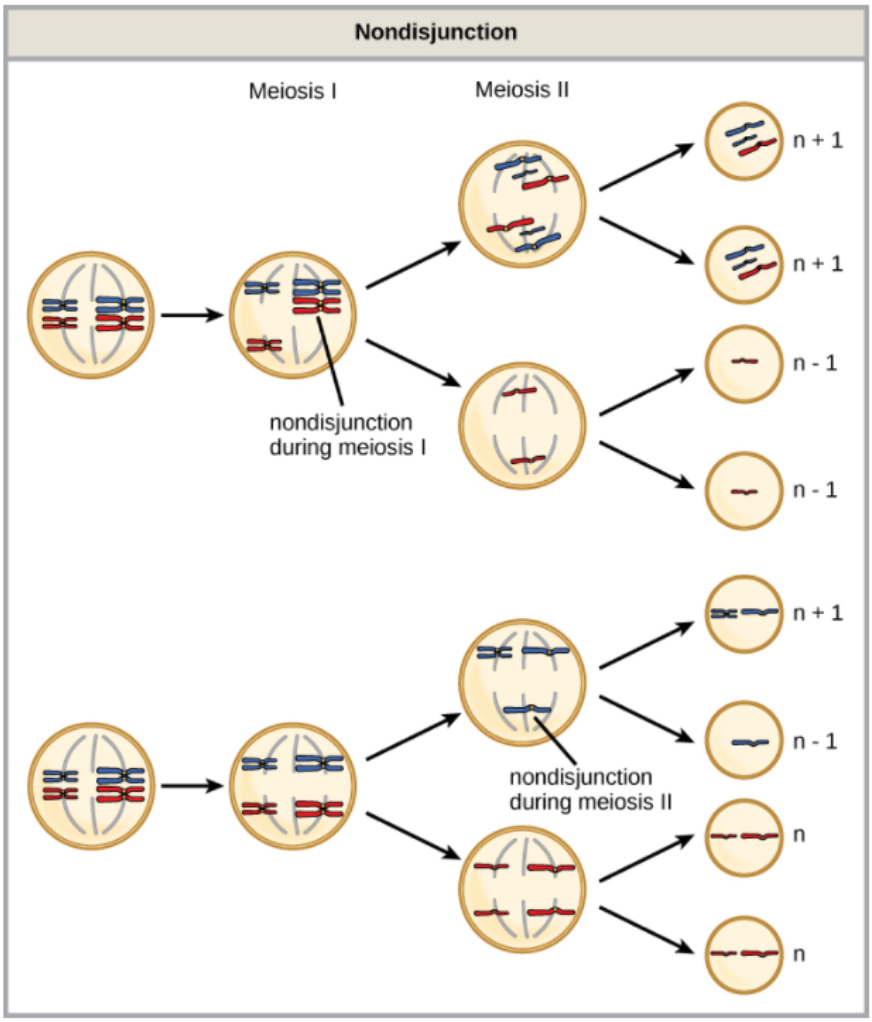 Nondisjunction
Meiosis I
Meiosis II
n + 1
n + 1
n - 1
n - 1
nondisjunction
during meiosis I
n + 1
n - 1
nondisjunction
during meiosis II
n
n